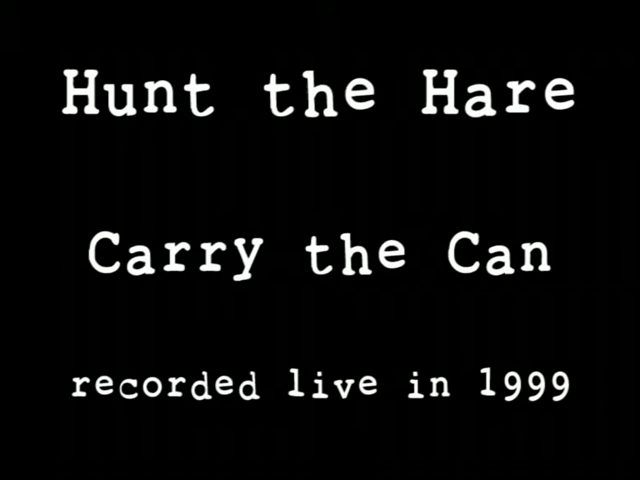 Hunt the Hare
Carry the Can
recorded live in 1999